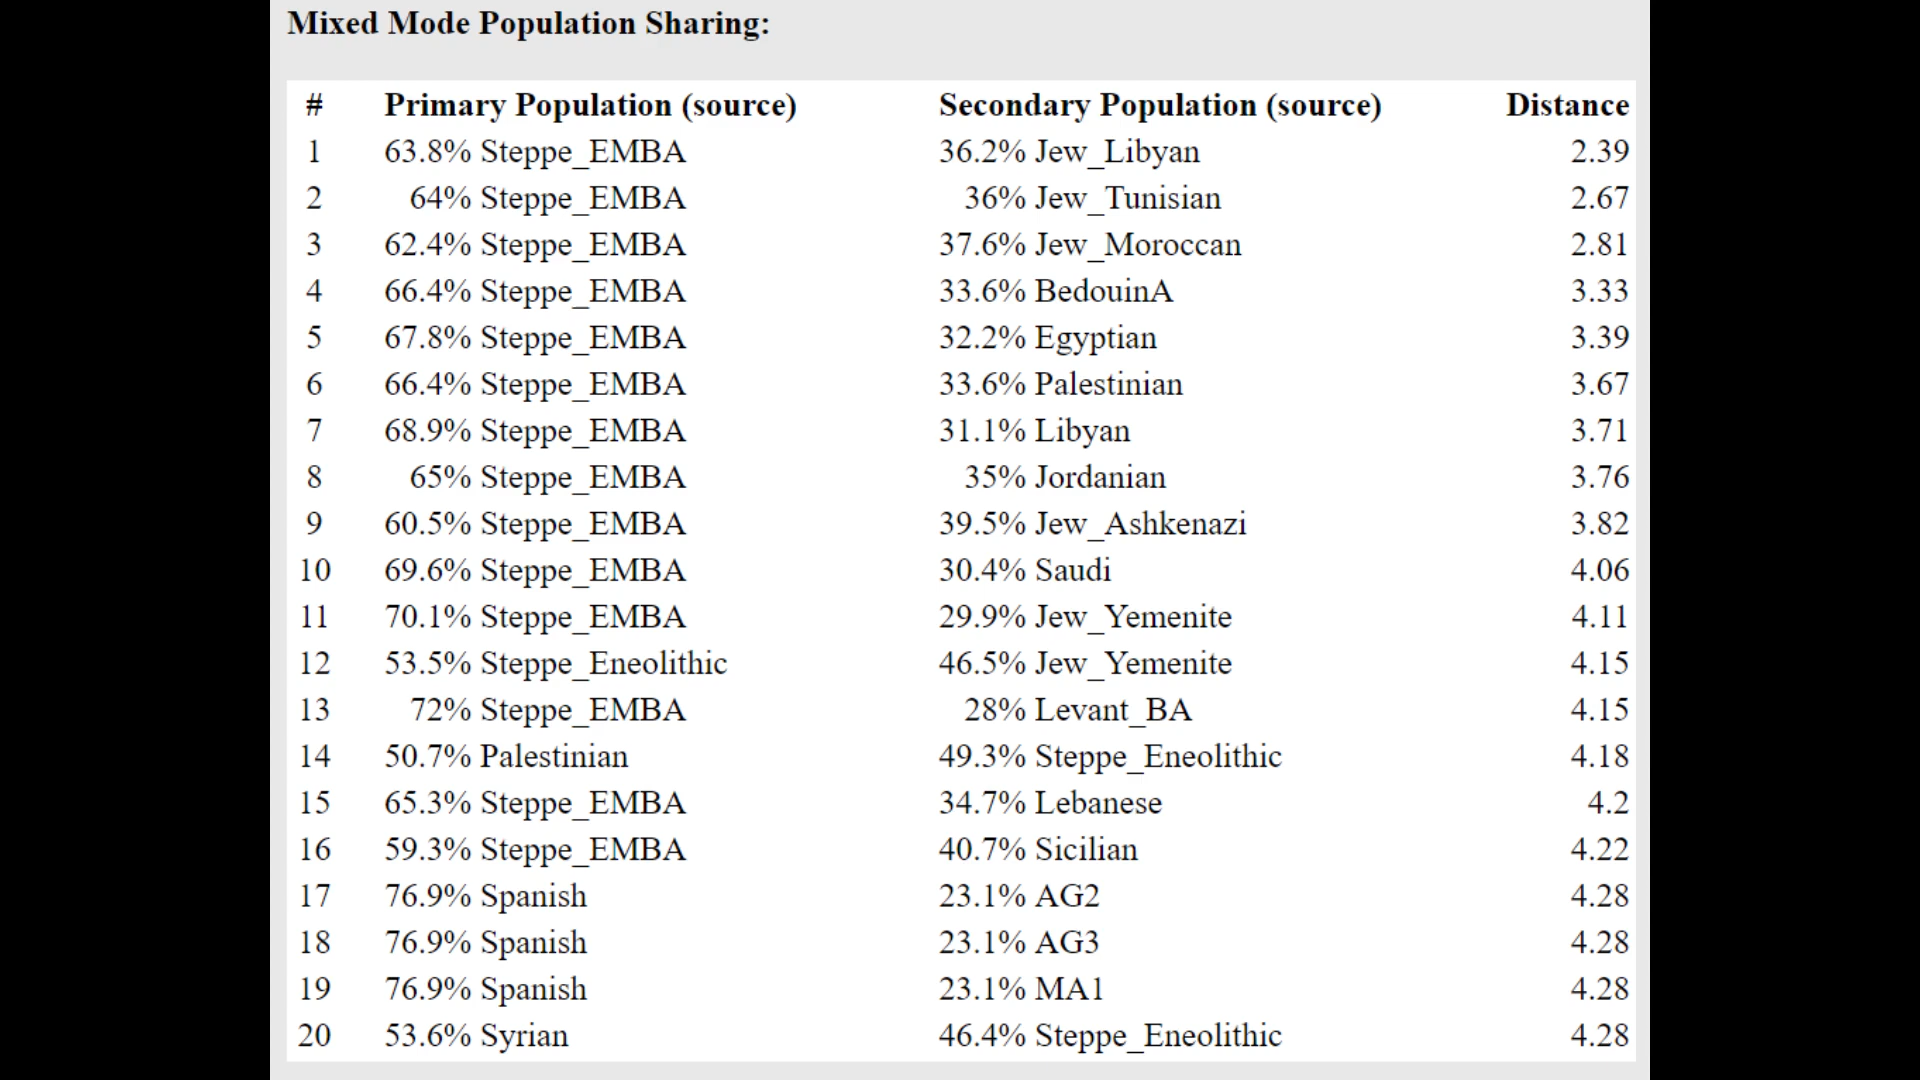 Mixed Mode Population Sharing:
# Primary Population (source) Secondary Population (source) Distance
1 63.8% Steppe_EMBA 36.2% Jew_Libyan 2.39
2 64% Steppe_EMBA 36% Jew_Tunisian 2.67
3 62.4% Steppe_EMBA 37.6% Jew_Moroccan 2.81
4 66.4% Steppe_EMBA 33.6% BedouinA 3.33
5 67.8% Steppe_EMBA 32.2% Egyptian 3.39
6 66.4% Steppe_EMBA 33.6% Palestinian 3.67
7 68.9% Steppe_EMBA 31.1% Libyan 3.71
8 65% Steppe_EMBA 35% Jordanian 3.76
9 60.5% Steppe_EMBA 39.5% Jew_Ashkenazi 3.82
10 69.6% Steppe_EMBA 30.4% Saudi 4.06
11 70.1% Steppe_EMBA 29.9% Jew_Yemenite 4.11
12 53.5% Steppe_Eneolithic 46.5% Jew_Yemenite 4.15
13 72% Steppe_EMBA 28% Levant_BA 4.15
14 50.7% Palestinian 49.3% Steppe_Eneolithic 4.18
15 65.3% Steppe_EMBA 34.7% Lebanese 4.2
16 59.3% Steppe_EMBA 40.7% Sicilian 4.22
17 76.9% Spanish 23.1% AG2 4.28
18 76.9% Spanish 23.1% AG3 4.28
19 76.9% Spanish 23.1% MA1 4.28
20 53.6% Syrian 46.4% Steppe_Eneolithic 4.28